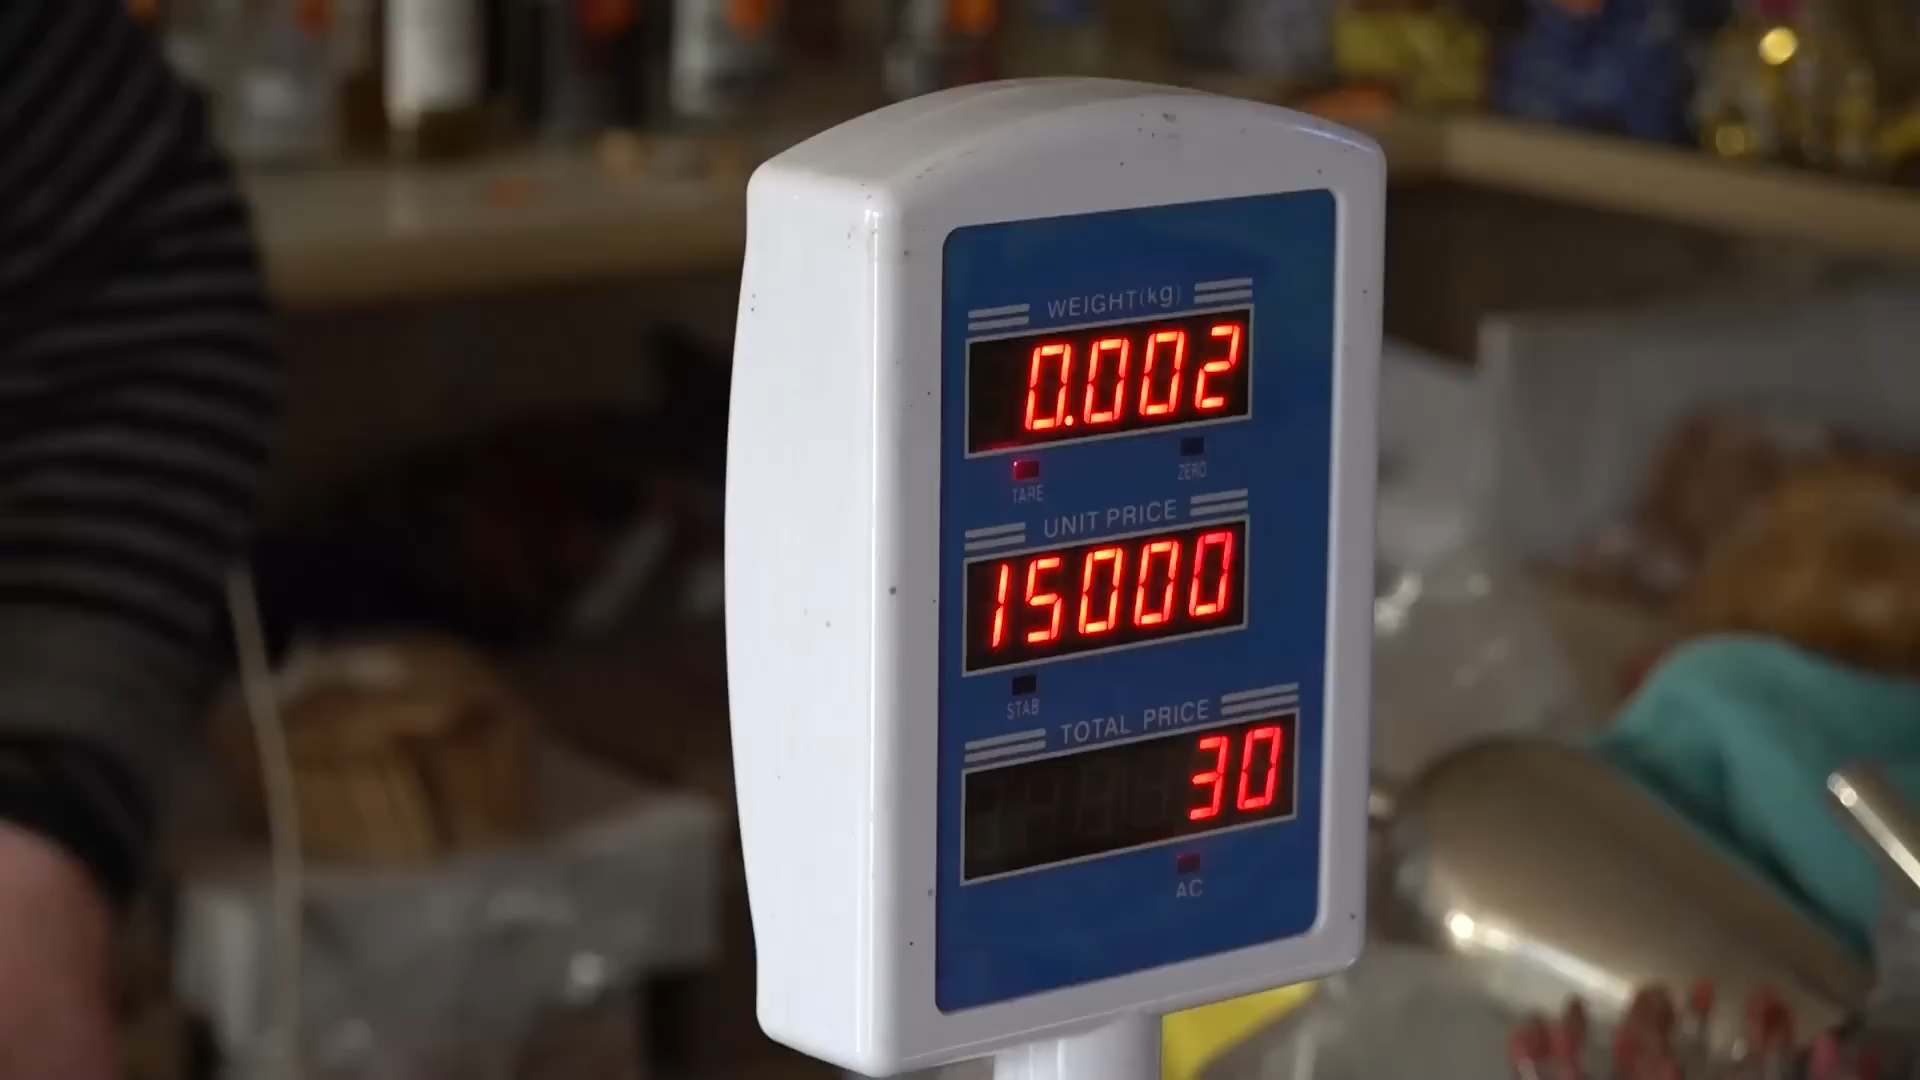 WEIGHT(kg)
0.002
TARE ZERO
UNIT PRICE
15000
STAB
TOTAL PRICE
30
AC